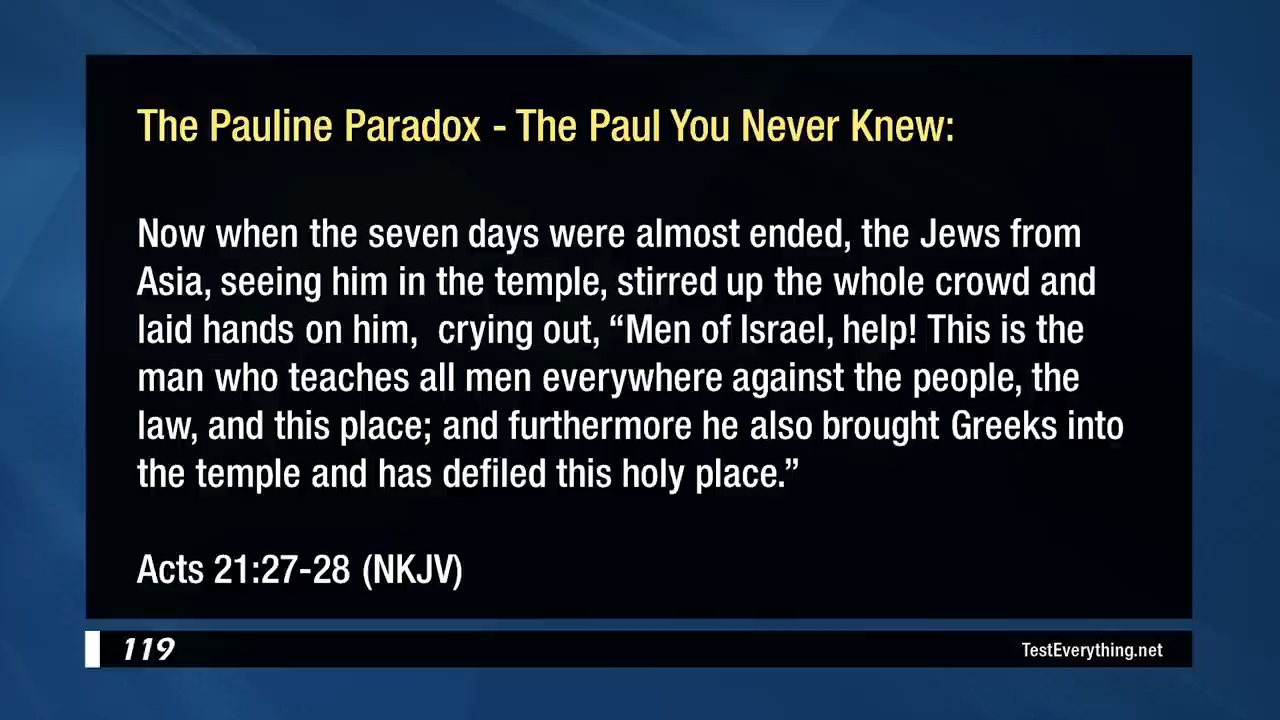 The Pauline Paradox - The Paul You Never Knew:
Now when the seven days were almost ended, the Jews from
Asia, seeing him in the temple, stirred up the whole crowd and
laid hands on him,  crying out, “Men of Israel, help! This is the
man who teaches all men everywhere against the people, the
law, and this place; and furthermore he also brought Greeks into
the temple and has defiled this holy place.”
Acts 21:27-28 (NKJV)
119
TestEverything.net